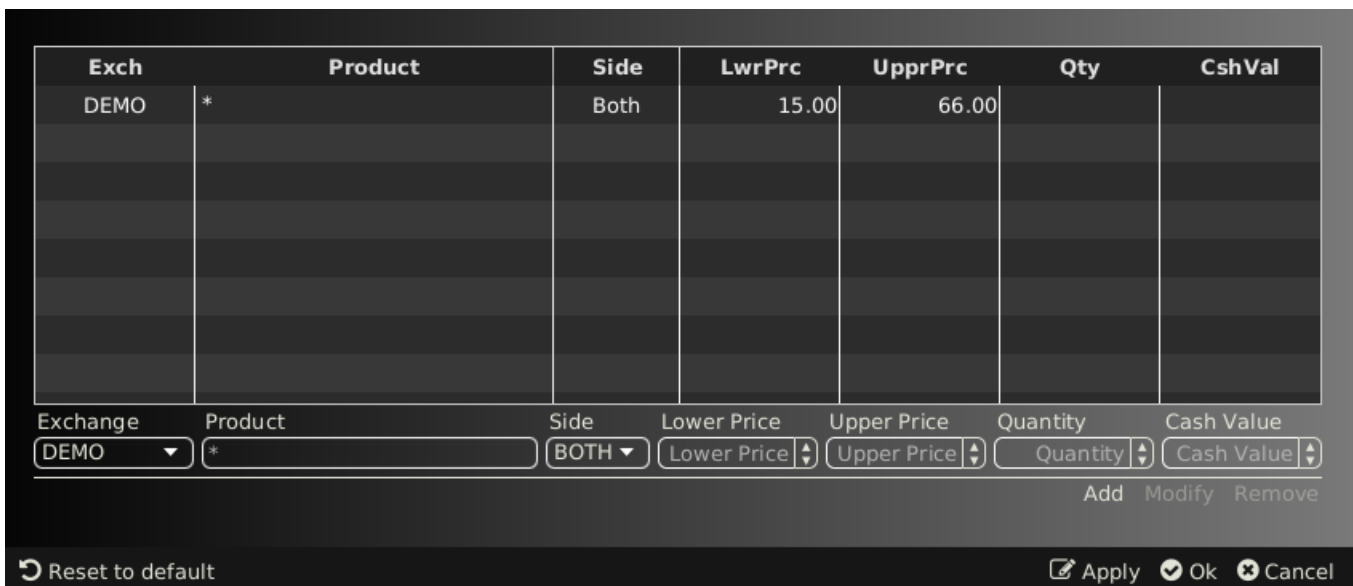 Exch Product Side LwrPrc UpprPrc Qty CshVal
DEMO * Both 15.00 66.00
Exchange Product Side Lower Price Upper Price Quantity Cash Value
DEMO * BOTH Lower Price Upper Price Quantity Cash Value
Add Modify Remove
Reset to default Apply Ok Cancel